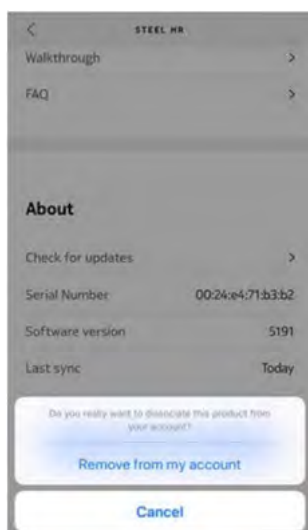 STEEL HR
Walkthrough
FAQ
About
Check for updates
Serial Number 00:24:e4:71:b3:b2
Software version 5191
Last sync Today
Do you really want to dissociate this product from
your account?
Remove from my account
Cancel